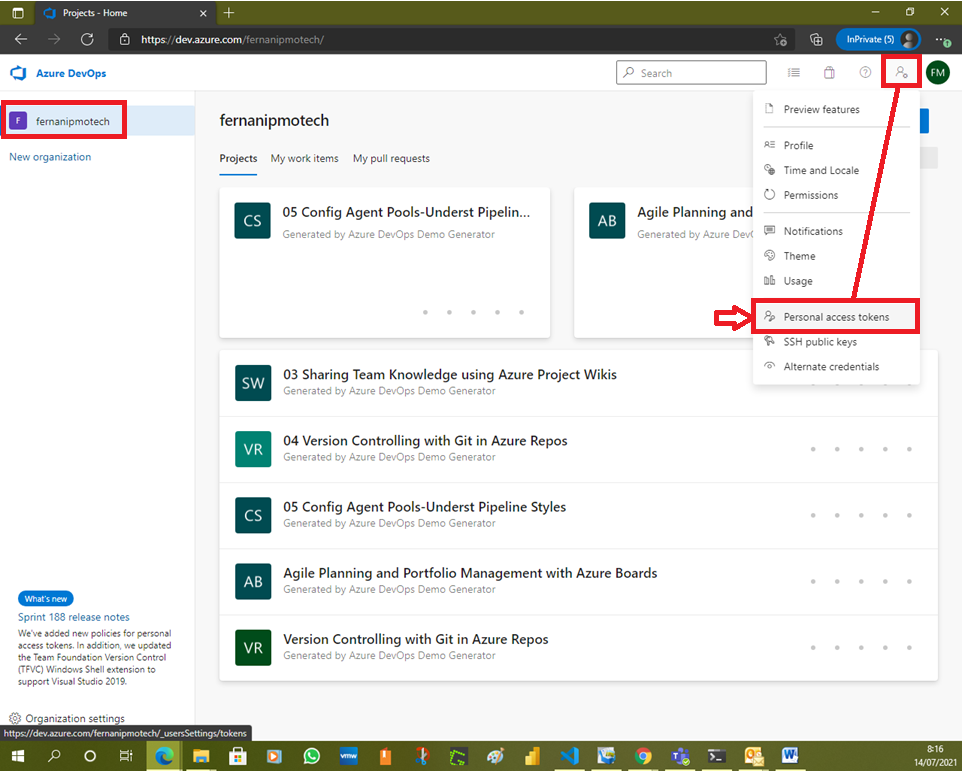 Projects - Home
https://dev.azure.com/fernanipmotech/
InPrivate (5)
Azure DevOps
Search
FM
F
fernanipmotech
New organization
fernanipmotech
Projects
My work items
My pull requests
CS
05 Config Agent Pools-Underst Pipelin...
Generated by Azure DevOps Demo Generator
AB
Agile Planning and
Generated by Azure DevO
Preview features
Profile
Time and Locale
Permissions
Notifications
Theme
Usage
Personal access tokens
SSH public keys
Alternate credentials
SW
03 Sharing Team Knowledge using Azure Project Wikis
Generated by Azure DevOps Demo Generator
VR
04 Version Controlling with Git in Azure Repos
Generated by Azure DevOps Demo Generator
CS
05 Config Agent Pools-Underst Pipeline Styles
Generated by Azure DevOps Demo Generator
AB
Agile Planning and Portfolio Management with Azure Boards
Generated by Azure DevOps Demo Generator
VR
Version Controlling with Git in Azure Repos
Generated by Azure DevOps Demo Generator
What's new
Sprint 188 release notes
We've added new policies for personal
access tokens. In addition, we updated
the Team Foundation Version Control
(TFVC) Windows Shell extension to
support Visual Studio 2019.
Organization settings
https://dev.azure.com/fernanipmotech/_usersSettings/tokens
vmw
8:16
14/07/2021